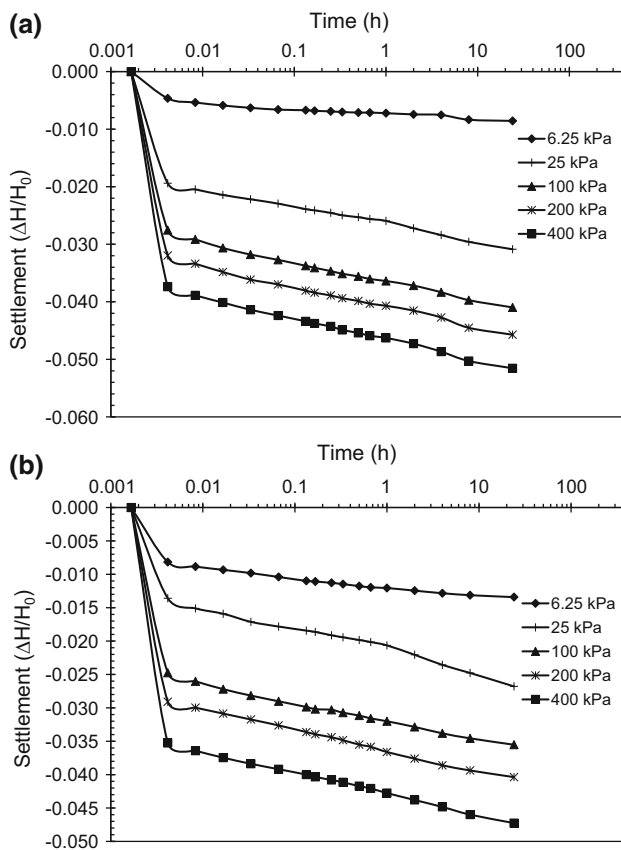 (a)
Time (h)
0.001 0.01 0.1 1 10 100
0.000
-0.010
-0.020
-0.030
-0.040
-0.050
-0.060
Settlement (ΔH/H₀)
6.25 kPa
25 kPa
100 kPa
200 kPa
400 kPa
(b)
Time (h)
0.001 0.01 0.1 1 10 100
0.000
-0.005
-0.010
-0.015
-0.020
-0.025
-0.030
-0.035
-0.040
-0.045
-0.050
Settlement (ΔH/H₀)
6.25 kPa
25 kPa
100 kPa
200 kPa
400 kPa